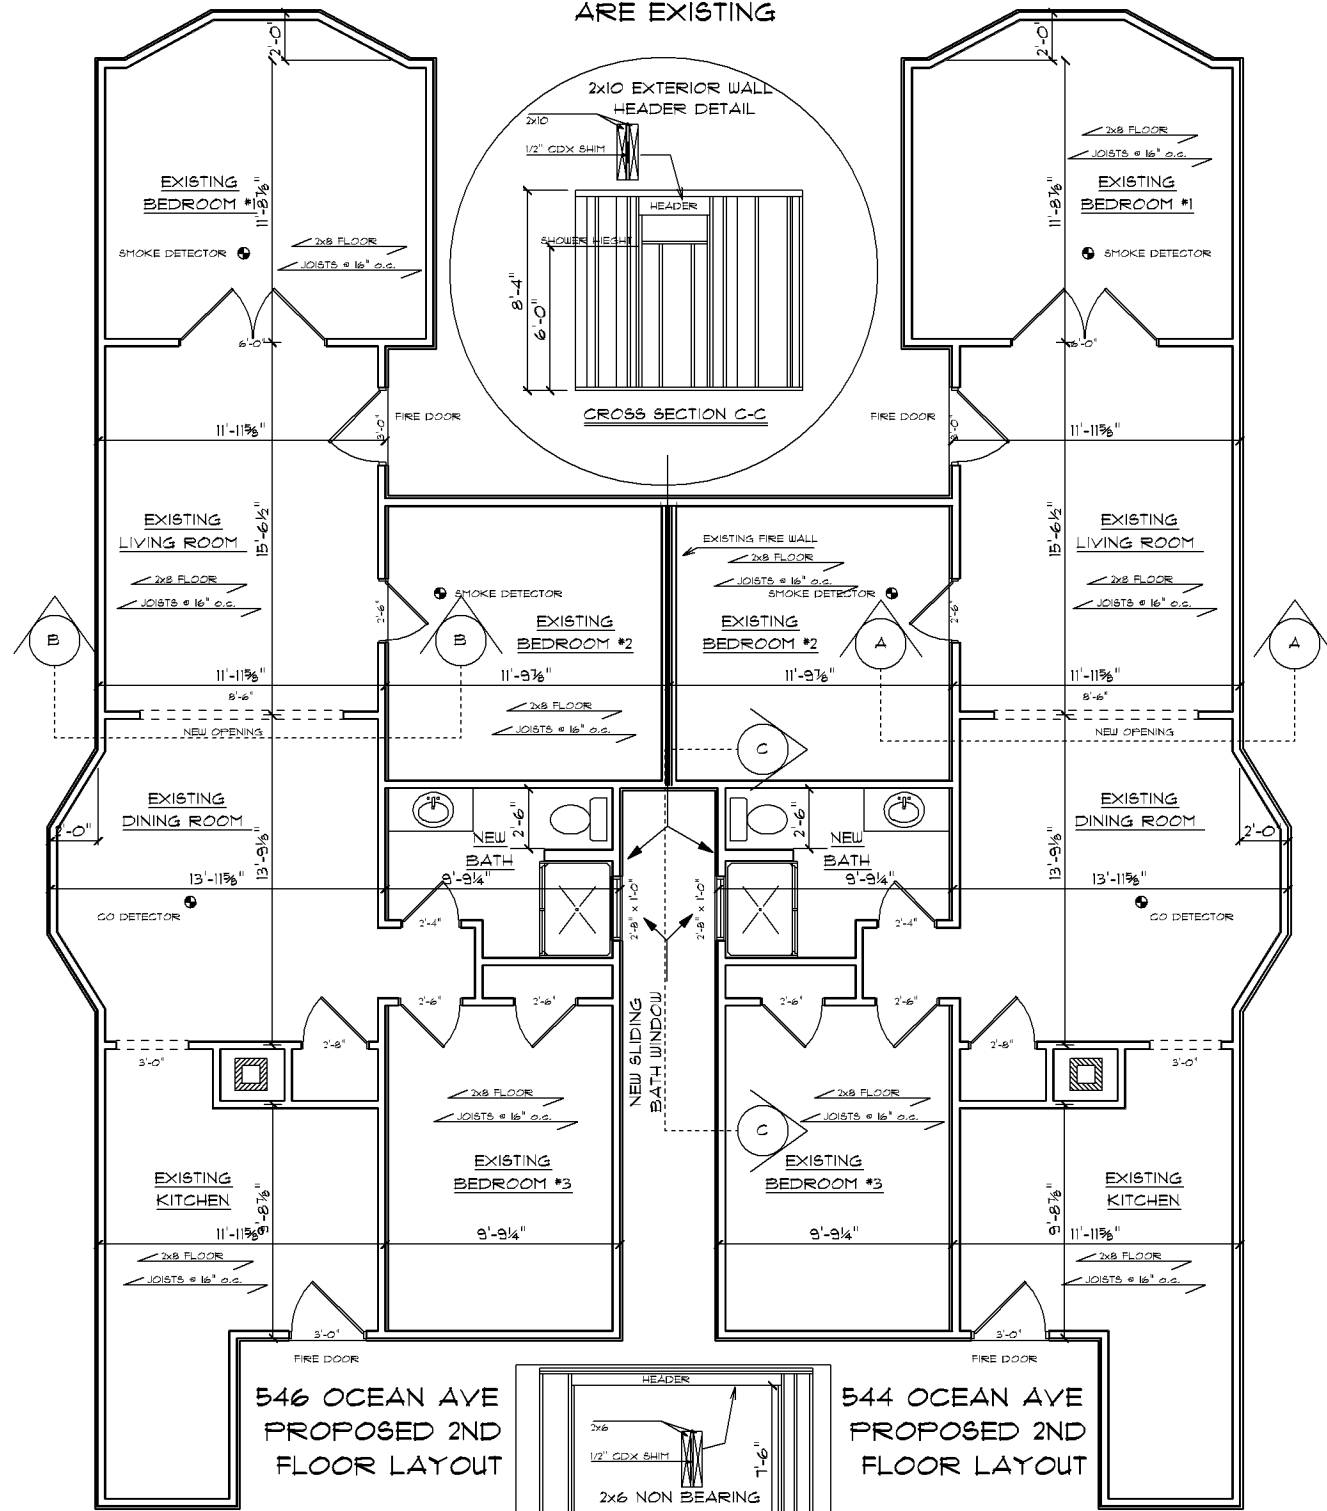 ARE EXISTING
2'-0"
2'-0"
2x10 EXTERIOR WALL
HEADER DETAIL
2x10
1/2" CDX SHIM
HEADER
SHOWER HIEGHT
8'-4"
6'-0"
CROSS SECTION C-C
EXISTING
BEDROOM #1
11'-8⅞"
SMOKE DETECTOR
2x8 FLOOR
JOISTS @ 16" o.c.
6'-0"
2x8 FLOOR
JOISTS @ 16" o.c.
EXISTING
BEDROOM #1
11'-8⅞"
SMOKE DETECTOR
6'-0"
FIRE DOOR
3'-0"
11'-11⅝"
FIRE DOOR
3'-0"
11'-11⅝"
EXISTING
LIVING ROOM
15'-6½"
2x8 FLOOR
JOISTS @ 16" o.c.
EXISTING FIRE WALL
2x8 FLOOR
JOISTS @ 16" o.c.
EXISTING
LIVING ROOM
15'-6½"
2x8 FLOOR
JOISTS @ 16" o.c.
SMOKE DETECTOR
2'-6"
EXISTING
BEDROOM #2
SMOKE DETECTOR
2'-6"
EXISTING
BEDROOM #2
B
B
A
A
11'-11⅝"
11'-9⅞"
11'-9⅞"
11'-11⅝"
8'-6"
8'-6"
2x8 FLOOR
JOISTS @ 16" o.c.
NEW OPENING
NEW OPENING
C
EXISTING
DINING ROOM
2'-0"
13'-9⅛"
13'-11⅝"
CO DETECTOR
NEW
BATH
2'-6"
9'-9¼"
2'-4"
2'-8" x 1'-0"
2'-8" x 1'-0"
NEW
BATH
2'-6"
9'-9¼"
2'-4"
EXISTING
DINING ROOM
2'-0"
13'-9⅛"
13'-11⅝"
CO DETECTOR
NEW SLIDING
BATH WINDOW
2'-6"
2'-6"
2'-6"
2'-6"
3'-0"
2'-8"
2'-8"
3'-0"
2x8 FLOOR
JOISTS @ 16" o.c.
2x8 FLOOR
JOISTS @ 16" o.c.
C
EXISTING
BEDROOM #3
EXISTING
BEDROOM #3
EXISTING
KITCHEN
9'-8⅞"
EXISTING
KITCHEN
9'-8⅞"
11'-11⅝"
9'-9¼"
9'-9¼"
11'-11⅝"
2x8 FLOOR
JOISTS @ 16" o.c.
2x8 FLOOR
JOISTS @ 16" o.c.
3'-0"
FIRE DOOR
3'-0"
FIRE DOOR
546 OCEAN AVE
PROPOSED 2ND
FLOOR LAYOUT
HEADER
2x6
1/2" CDX SHIM
7'-6"
2x6 NON BEARING
544 OCEAN AVE
PROPOSED 2ND
FLOOR LAYOUT